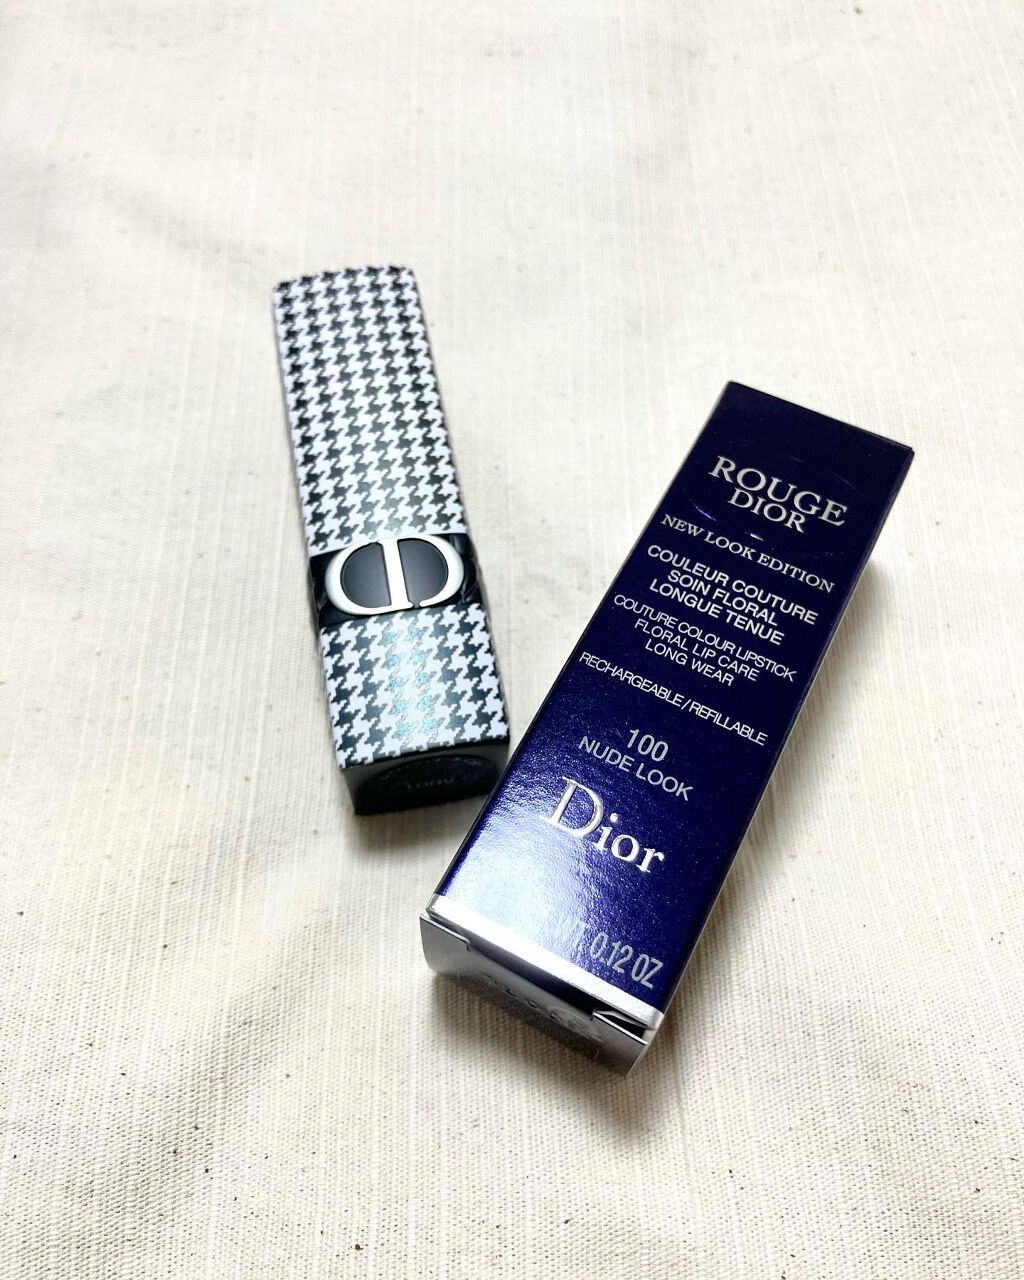 ROUGE
DIOR
NEW LOOK EDITION
COULEUR COUTURE
SOIN FLORAL
LONGUE TENUE
COUTURE COLOUR LIPSTICK
FLORAL LIP CARE
LONG WEAR
RECHARGEABLE / REFILLABLE
100
NUDE LOOK
Dior
0.12 OZ
CD